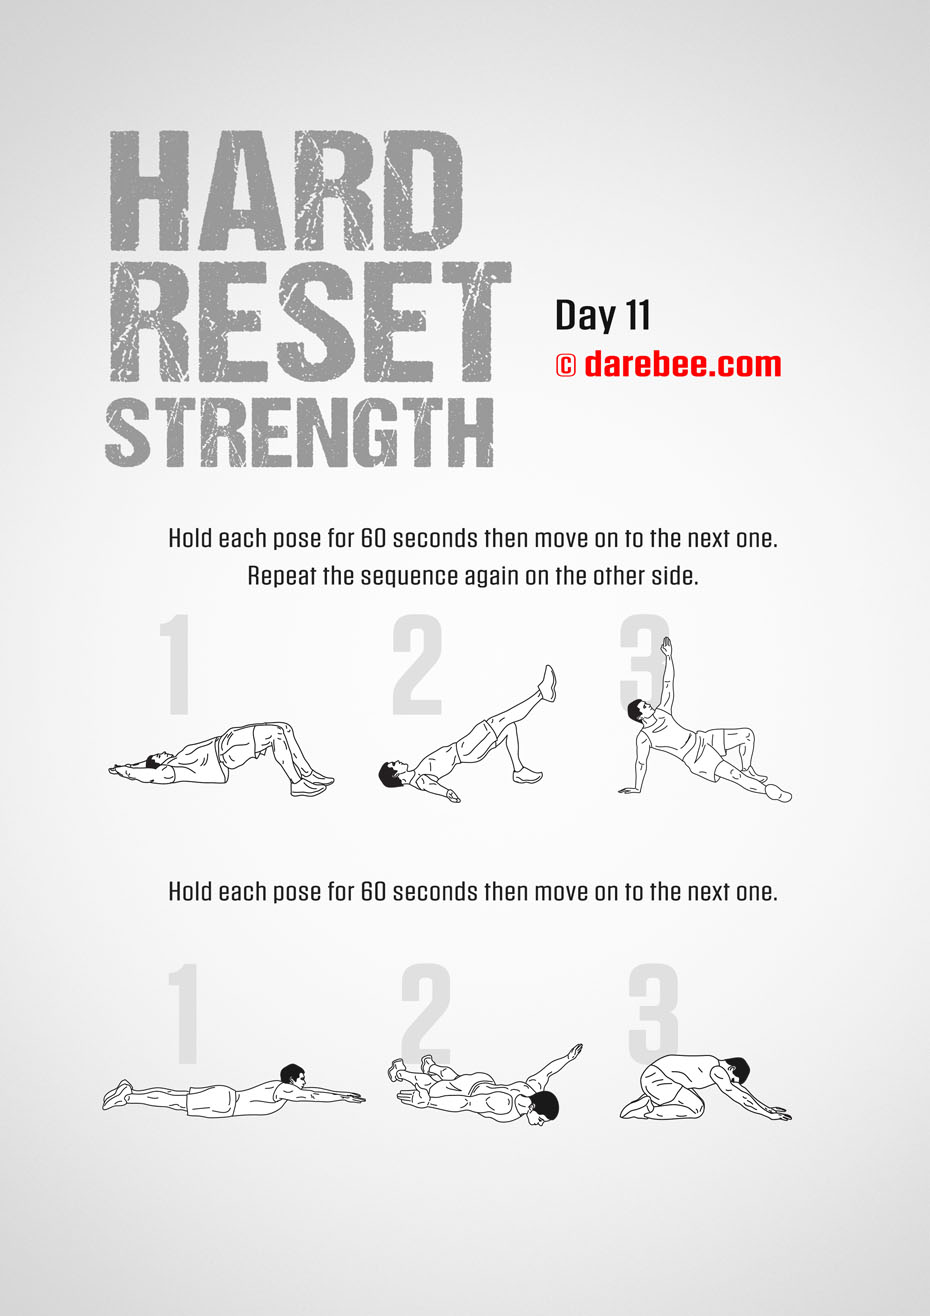 HARD
RESET
STRENGTH
Day 11
© darebee.com
Hold each pose for 60 seconds then move on to the next one.
Repeat the sequence again on the other side.
1 2 3
Hold each pose for 60 seconds then move on to the next one.
1 2 3